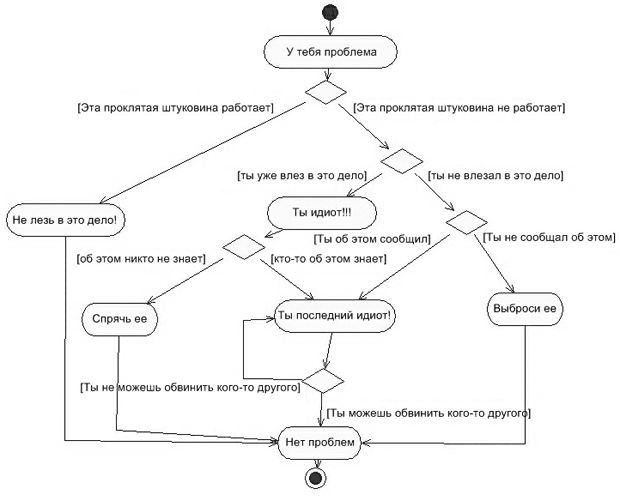 У тебя проблема
[Эта проклятая штуковина работает]
[Эта проклятая штуковина не работает]
[ты уже влез в это дело]
[ты не влезал в это дело]
Не лезь в это дело!
Ты идиот!!!
[Ты об этом сообщил]
[Ты не сообщал об этом]
[об этом никто не знает]
[кто-то об этом знает]
Спрячь ее
Ты последний идиот!
Выброси ее
[Ты не можешь обвинить кого-то другого]
[Ты можешь обвинить кого-то другого]
Нет проблем